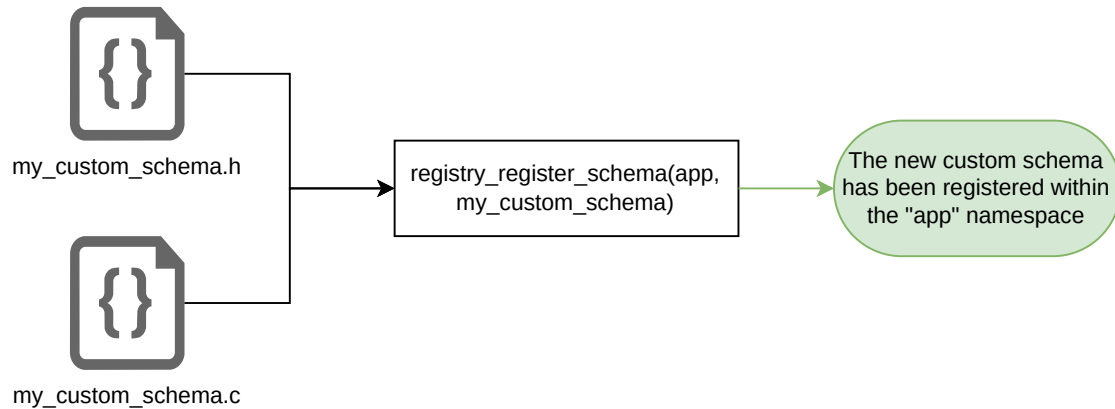 {}
my_custom_schema.h
{}
my_custom_schema.c
registry_register_schema(app,
my_custom_schema)
The new custom schema
has been registered within
the "app" namespace